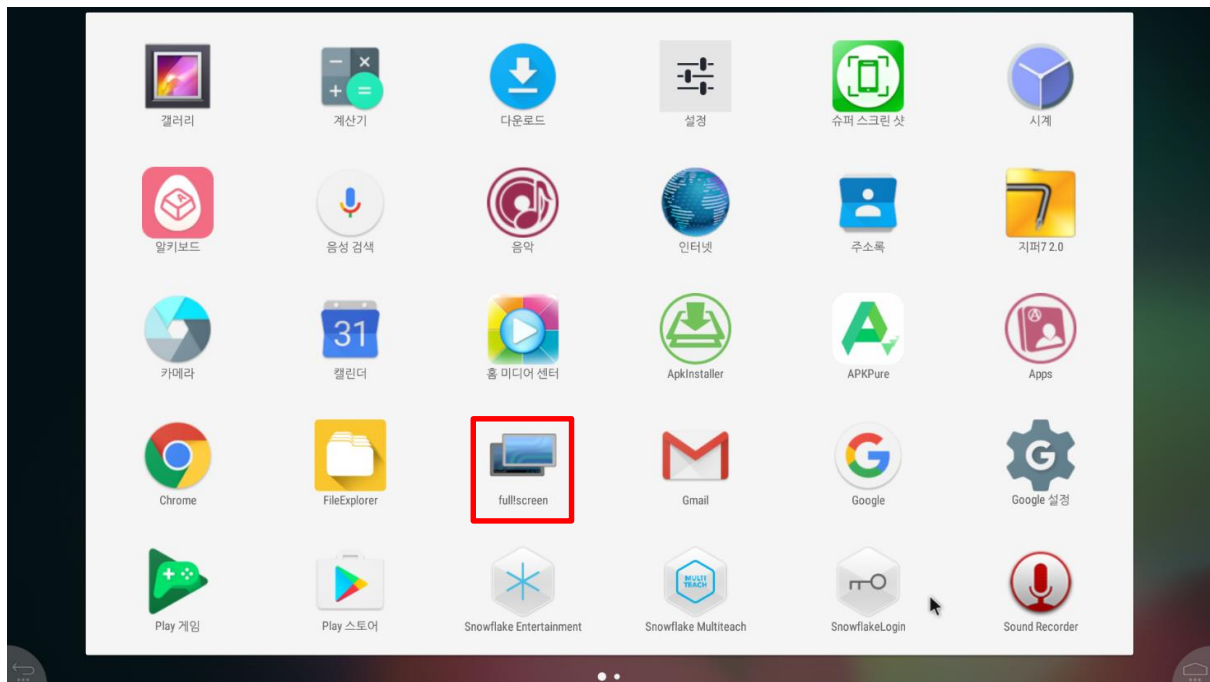 갤러리
계산기
다운로드
설정
슈퍼 스크린 샷
시계
알키보드
음성 검색
음악
인터넷
주소록
지퍼7 2.0
카메라
31
캘린더
홈 미디어 센터
ApkInstaller
APKPure
Apps
Chrome
FileExplorer
full!screen
Gmail
Google
Google 설정
Play 게임
Play 스토어
Snowflake Entertainment
MULTI
TEACH
Snowflake Multiteach
SnowflakeLogin
Sound Recorder